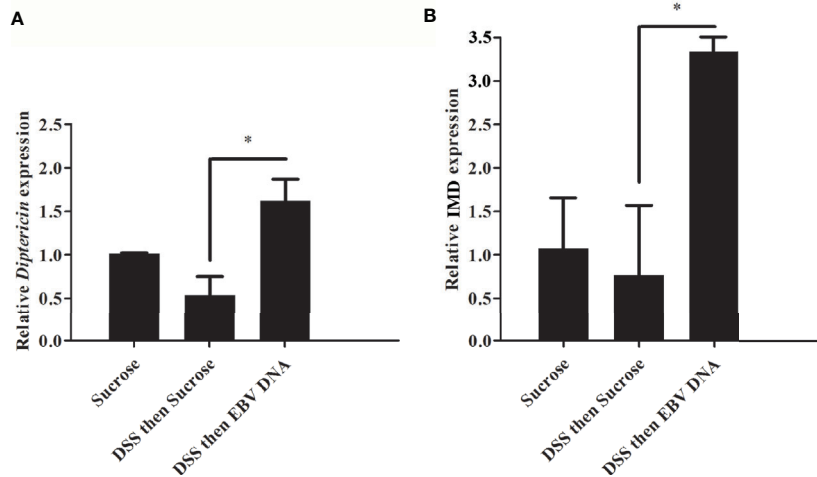 A
Relative Diptericin expression
2.5
2.0
1.5
1.0
0.5
0.0
*
Sucrose
DSS then Sucrose
DSS then EBV DNA
B
Relative IMD expression
3.5
3.0
2.5
2.0
1.5
1.0
0.5
0.0
*
Sucrose
DSS then Sucrose
DSS then EBV DNA